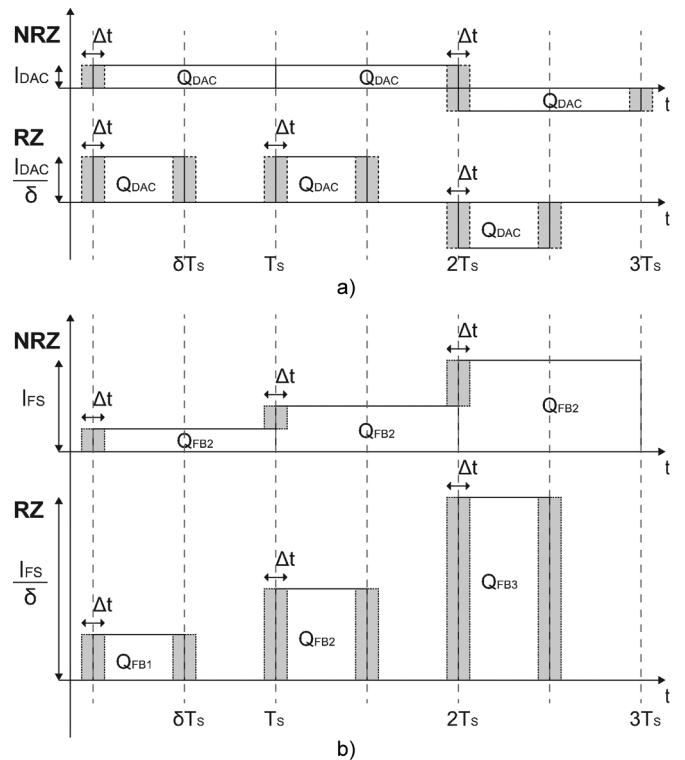 NRZ Δt Δt
IDAC QDAC QDAC t
QDAC
RZ Δt Δt
IDAC
δ
QDAC QDAC Δt
t
QDAC
δTs Ts 2Ts 3Ts
a)
NRZ Δt
Δt
IFS Δt QFB2
QFB2 QFB2
t
RZ Δt
IFS
δ
Δt QFB3
Δt QFB2
QFB1
t
δTs Ts 2Ts 3Ts
b)